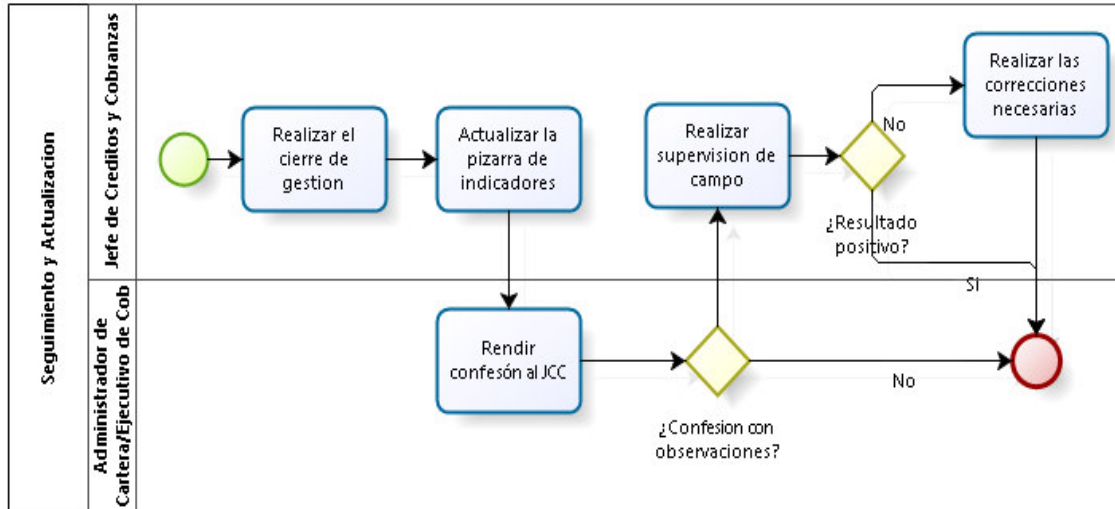 Seguimiento y Actualizacion
Jefe de Creditos y Cobranzas
Realizar el
cierre de
gestion
Actualizar la
pizarra de
indicadores
Realizar
supervision de
campo
No
¿Resultado
positivo?
Realizar las
correcciones
necesarias
SI
Administrador de
Cartera/Ejecutivo de Cob
Rendir
confesón al JCC
¿Confesion con
observaciones?
No